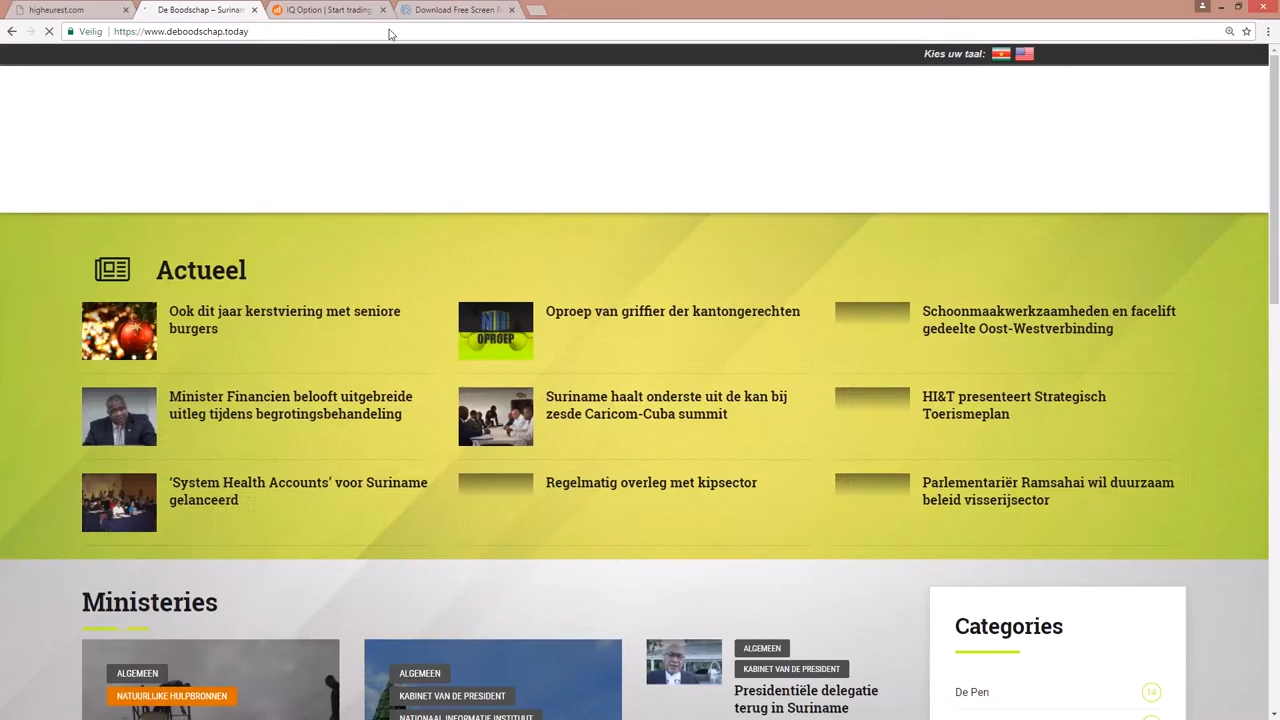 higheurest.com
De Boodschap – Surinam
IQ Option | Start trading
Download Free Screen R
Veilig
https://www.deboodschap.today
Kies uw taal:
Actueel
Ook dit jaar kerstviering met seniore
burgers
Oproep van griffier der kantongerechten
OPROEP
Schoonmaakwerkzaamheden en facelift
gedeelte Oost-Westverbinding
Minister Financien belooft uitgebreide
uitleg tijdens begrotingsbehandeling
Suriname haalt onderste uit de kan bij
zesde Caricom-Cuba summit
HI&T presenteert Strategisch
Toerismeplan
‘System Health Accounts’ voor Suriname
gelanceerd
Regelmatig overleg met kipsector
Parlementariër Ramsahai wil duurzaam
beleid visserijsector
Ministeries
ALGEMEEN
NATUURLIJKE HULPBRONNEN
ALGEMEEN
KABINET VAN DE PRESIDENT
NATIONAAL INFORMATIE INSTITUUT
ALGEMEEN
KABINET VAN DE PRESIDENT
Presidentiële delegatie
terug in Suriname
Categories
De Pen
14